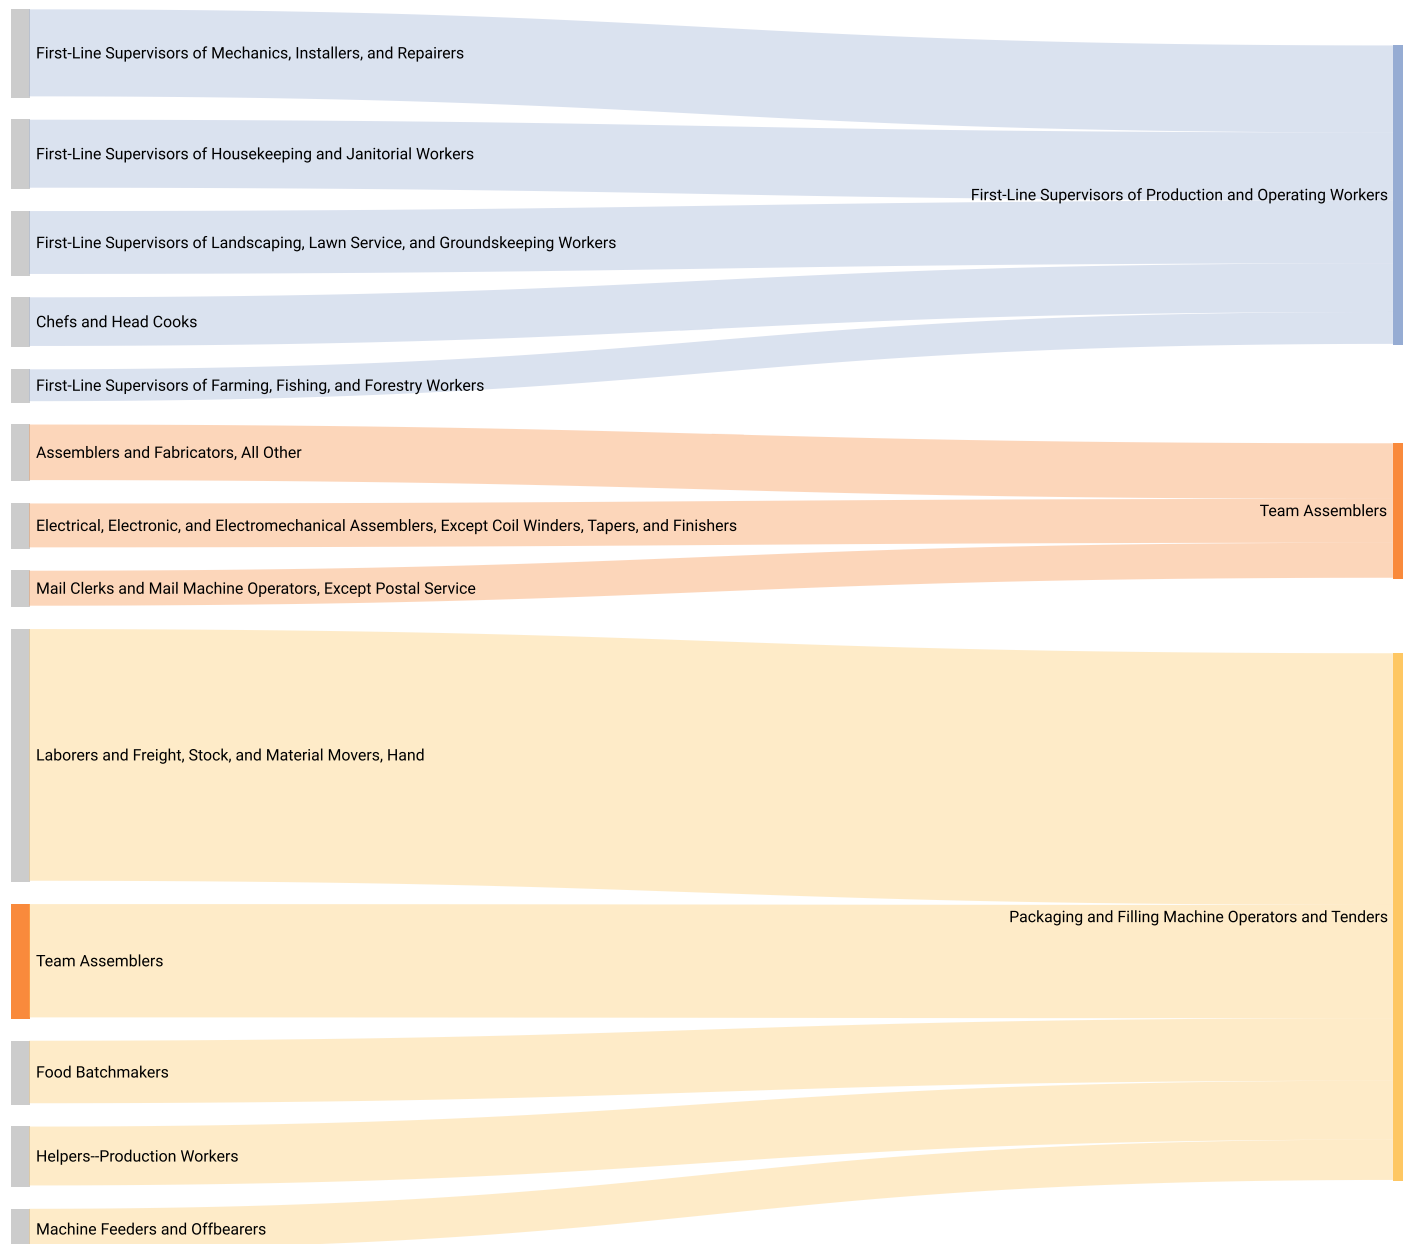 First-Line Supervisors of Mechanics, Installers, and Repairers
First-Line Supervisors of Housekeeping and Janitorial Workers
First-Line Supervisors of Production and Operating Workers
First-Line Supervisors of Landscaping, Lawn Service, and Groundskeeping Workers
Chefs and Head Cooks
First-Line Supervisors of Farming, Fishing, and Forestry Workers
Assemblers and Fabricators, All Other
Team Assemblers
Electrical, Electronic, and Electromechanical Assemblers, Except Coil Winders, Tapers, and Finishers
Mail Clerks and Mail Machine Operators, Except Postal Service
Laborers and Freight, Stock, and Material Movers, Hand
Packaging and Filling Machine Operators and Tenders
Team Assemblers
Food Batchmakers
Helpers--Production Workers
Machine Feeders and Offbearers